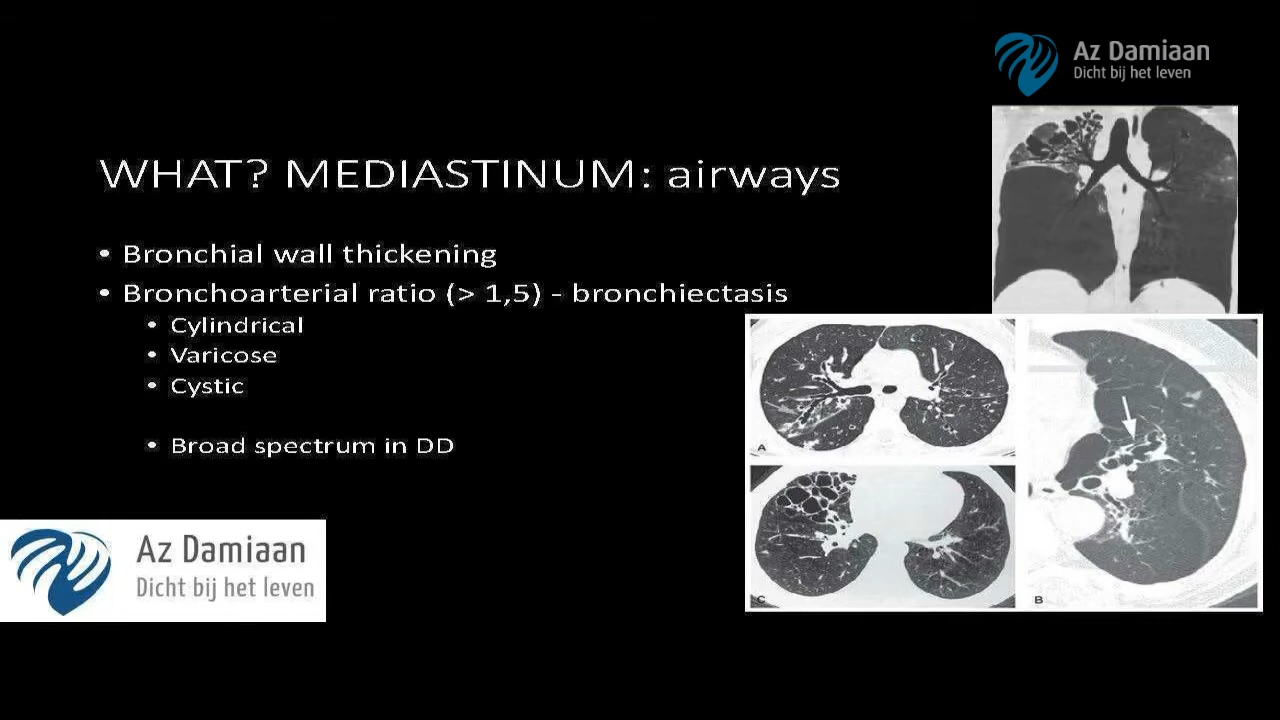 Az Damiaan
Dicht bij het leven
WHAT? MEDIASTINUM: airways
• Bronchial wall thickening
• Bronchoarterial ratio (> 1,5) - bronchiectasis
• Cylindrical
• Varicose
• Cystic
• Broad spectrum in DD
A
C
B
Az Damiaan
Dicht bij het leven